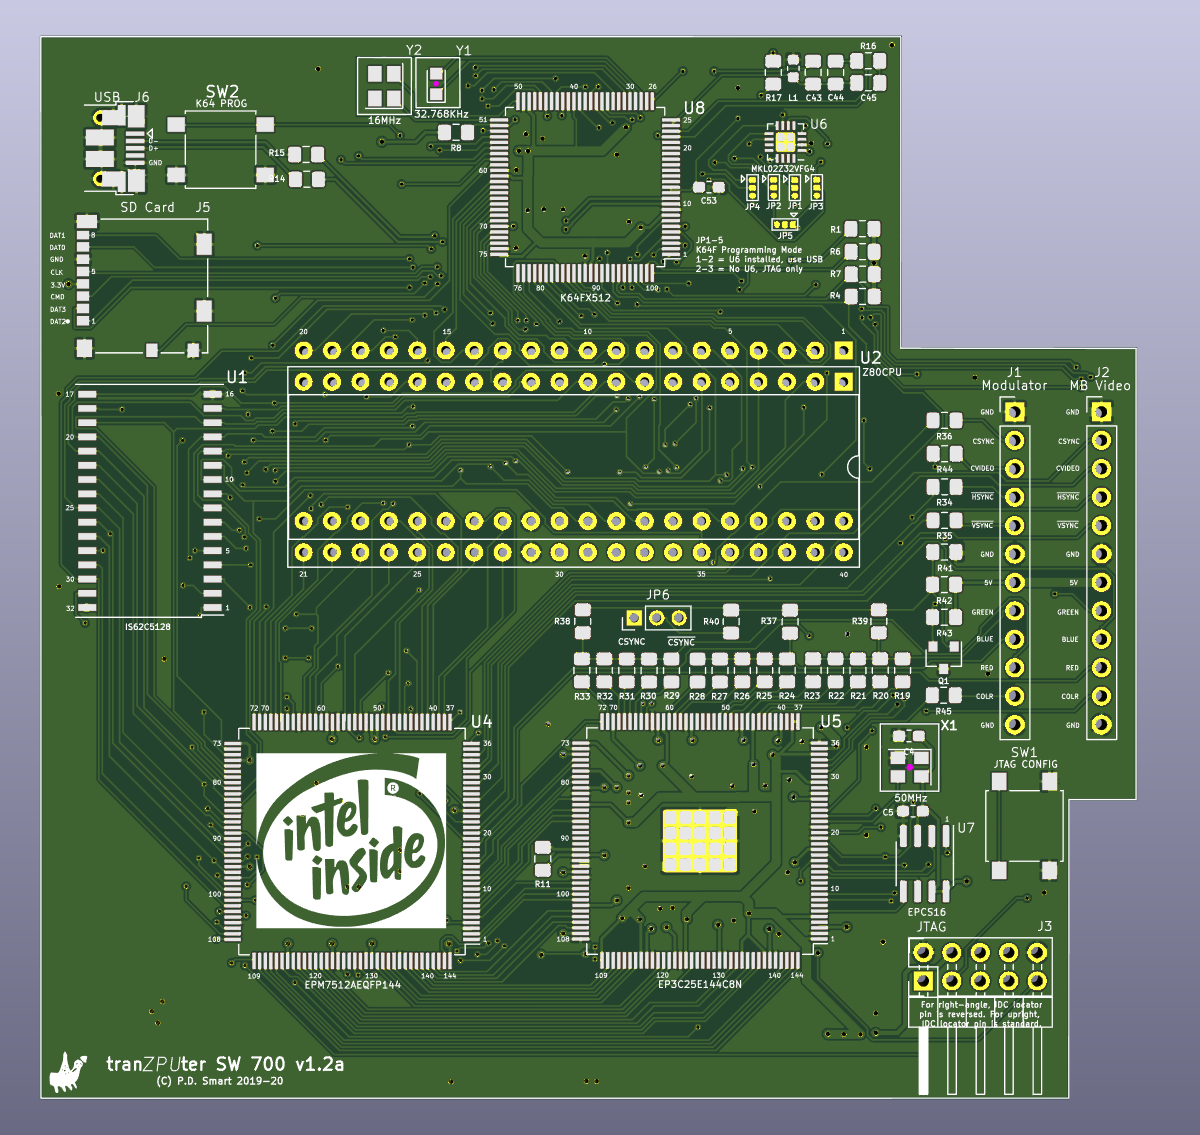 Y2 Y1
R16
USB J6
SW2
K64 PROG
50 40 30 26
R17 L1 C43 C44 C45
16MHz 32.768KHz
U8
51 25
U6
D-
D+
GND
R15
R8
20
60
MKL02Z32VFG4
R14
C53
JP4 JP2 JP1 JP3
10
SD Card J5
JP5
R1
DAT1 8
DAT0
GND
CLK 5
3.3V
CMD
DAT3
DAT2 1
70
75 1
JP1-5
K64F Programming Mode
1-2 = U6 installed, use USB
2-3 = No U6, JTAG only
R6
R7
R4
76 80 90 100
K64FX512
20 15 10 5 1
U2
Z80CPU
U1
17 16
20
10
25
5
30
32 1
IS62C5128
21 25 30 35 40
J1
Modulator
J2
MB Video
GND GND
CSYNC CSYNC
CVIDEO CVIDEO
HSYNC HSYNC
VSYNC VSYNC
GND GND
5V 5V
GREEN GREEN
BLUE BLUE
RED RED
COLR COLR
GND GND
R36
R44
R34
R35
R41
R42
R43
Q1
R45
JP6
R38 R40 R37 R39
CSYNC CSYNC
R33 R32 R31 R30 R29 R28 R27 R26 R25 R24 R23 R22 R21 R20 R19
72 70 60 50 40 37
U4
72 70 60 50 40 37
U5
X1
C4
50MHz
73 36
80 30
90 20
100 10
108 1
intel
®
inside
109 120 130 140 144
EPM7512AEQFP144
R11
73 36
80 30
90 20
100 10
108 1
109 120 130 140 144
EP3C25E144C8N
SW1
JTAG CONFIG
C5
1
U7
EPCS16
JTAG J3
For right-angle, IDC locator
pin is reversed. For upright,
IDC locator pin is standard.
tranZPUter SW 700 v1.2a
(C) P.D. Smart 2019-20